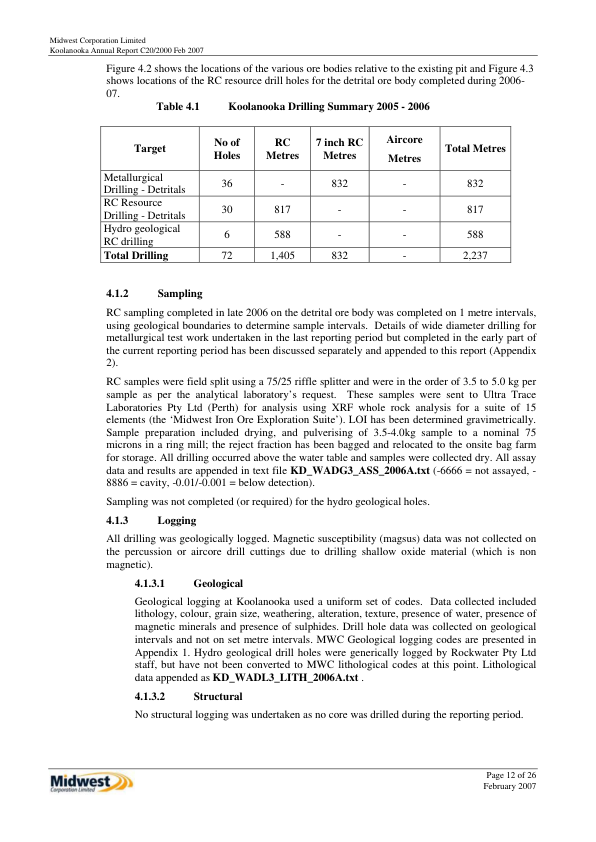 Midwest Corporation Limited
Koolanooka Annual Report C20/2000 Feb 2007
Figure 4.2 shows the locations of the various ore bodies relative to the existing pit and Figure 4.3
shows locations of the RC resource drill holes for the detrital ore body completed during 2006-
07.
Table 4.1 Koolanooka Drilling Summary 2005 - 2006
Target No of Holes RC Metres 7 inch RC Metres Aircore Metres Total Metres
Metallurgical Drilling - Detritals 36 - 832 - 832
RC Resource Drilling - Detritals 30 817 - - 817
Hydro geological RC drilling 6 588 - - 588
Total Drilling 72 1,405 832 - 2,237
4.1.2 Sampling
RC sampling completed in late 2006 on the detrital ore body was completed on 1 metre intervals,
using geological boundaries to determine sample intervals. Details of wide diameter drilling for
metallurgical test work undertaken in the last reporting period but completed in the early part of
the current reporting period has been discussed separately and appended to this report (Appendix
2).
RC samples were field split using a 75/25 riffle splitter and were in the order of 3.5 to 5.0 kg per
sample as per the analytical laboratory's request. These samples were sent to Ultra Trace
Laboratories Pty Ltd (Perth) for analysis using XRF whole rock analysis for a suite of 15
elements (the 'Midwest Iron Ore Exploration Suite'). LOI has been determined gravimetrically.
Sample preparation included drying, and pulverising of 3.5-4.0kg sample to a nominal 75
microns in a ring mill; the reject fraction has been bagged and relocated to the onsite bag farm
for storage. All drilling occurred above the water table and samples were collected dry. All assay
data and results are appended in text file KD_WADG3_ASS_2006A.txt (-6666 = not assayed, -
8886 = cavity, -0.01/-0.001 = below detection).
Sampling was not completed (or required) for the hydro geological holes.
4.1.3 Logging
All drilling was geologically logged. Magnetic susceptibility (magsus) data was not collected on
the percussion or aircore drill cuttings due to drilling shallow oxide material (which is non
magnetic).
4.1.3.1 Geological
Geological logging at Koolanooka used a uniform set of codes. Data collected included
lithology, colour, grain size, weathering, alteration, texture, presence of water, presence of
magnetic minerals and presence of sulphides. Drill hole data was collected on geological
intervals and not on set metre intervals. MWC Geological logging codes are presented in
Appendix 1. Hydro geological drill holes were generically logged by Rockwater Pty Ltd
staff, but have not been converted to MWC lithological codes at this point. Lithological
data appended as KD_WADL3_LITH_2006A.txt .
4.1.3.2 Structural
No structural logging was undertaken as no core was drilled during the reporting period.
Midwest
Corporation Limited
Page 12 of 26
February 2007